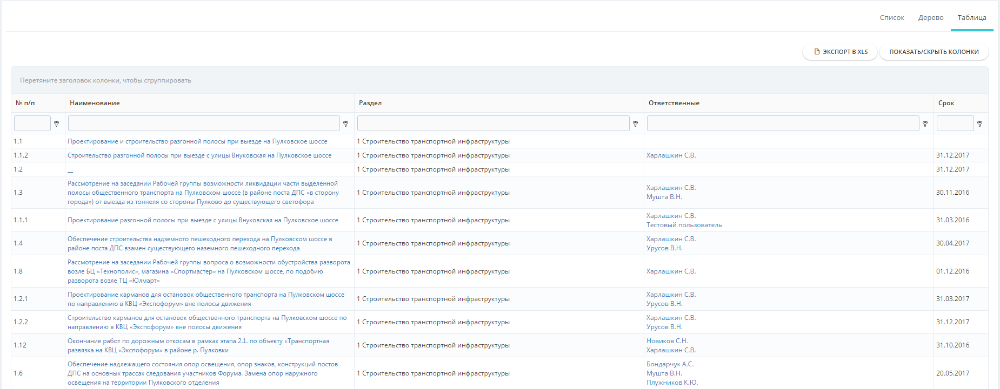 Список Дерево Таблица
ЭКСПОРТ В XLS ПОКАЗАТЬ/СКРЫТЬ КОЛОНКИ
Перетяните заголовок колонки, чтобы сгруппировать
№ п/п Наименование Раздел Ответственные Срок
1.1 Проектирование и строительство разгонной полосы при выезде на Пулковское шоссе 1 Строительство транспортной инфраструктуры
1.1.2 Строительство разгонной полосы при выезде с улицы Внуковская на Пулковское шоссе 1 Строительство транспортной инфраструктуры Харлашкин С.В. 31.12.2017
1.2 __ 1 Строительство транспортной инфраструктуры 31.12.2017
Рассмотрение на заседании Рабочей группы возможности ликвидации части выделенной
полосы общественного транспорта на Пулковском шоссе (в районе поста ДПС «в сторону
города») от выезда из тоннеля со стороны Пулково до существующего светофора
1.3 1 Строительство транспортной инфраструктуры 30.11.2016
Харлашкин С.В.
Мушта В.Н.
1.1.1 Проектирование разгонной полосы при выезде с улицы Внуковская на Пулковское шоссе 1 Строительство транспортной инфраструктуры 31.03.2016
Харлашкин С.В.
Тестовый пользователь
Обеспечение строительства надземного пешеходного перехода на Пулковском шоссе в
районе поста ДПС взамен существующего наземного пешеходного перехода
1.4 1 Строительство транспортной инфраструктуры 30.04.2017
Харлашкин С.В.
Урусов В.Н.
Рассмотрение на заседании Рабочей группы вопроса о возможности обустройства разворота
возле БЦ «Технополис», магазина «Спортмастер» на Пулковском шоссе, по подобию
разворота возле ТЦ «Юлмарт»
1.8 1 Строительство транспортной инфраструктуры Харлашкин С.В. 01.12.2016
Проектирование карманов для остановок общественного транспорта на Пулковском шоссе
по направлению в КВЦ «Экспофорум» вне полосы движения
1.2.1 1 Строительство транспортной инфраструктуры 31.03.2017
Харлашкин С.В.
Урусов В.Н.
Строительство карманов для остановок общественного транспорта на Пулковском шоссе по
направлению в КВЦ «Экспофорум» вне полосы движения
1.2.2 1 Строительство транспортной инфраструктуры 31.12.2017
Харлашкин С.В.
Урусов В.Н.
Окончание работ по дорожным откосам в рамках этапа 2.1. по объекту «Транспортная
развязка на КВЦ «Экспофорум» в районе р. Пулковки
1.12 1 Строительство транспортной инфраструктуры 31.10.2016
Новиков С.Н.
Харлашкин С.В.
Обеспечение надлежащего состояния опор освещения, опор знаков, конструкций постов
ДПС на основных трассах следования участников Форума. Замена опор наружного
освещения на территории Пулковского отделения
1.6 1 Строительство транспортной инфраструктуры 20.05.2017
Бондарчук А.С.
Мушта В.Н.
Плужников К.Ю.